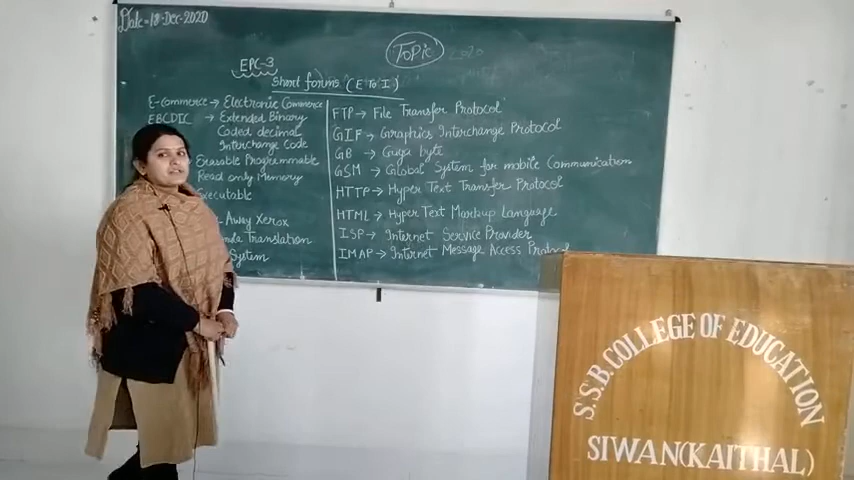 Date=18-Dec-2020
Topic
EPC-3
Short forms (E To I)
E-Commerce → Electronic Commerce
EBCDIC → Extended Binary
Coded decimal
Interchange Code
Erasable Programmable
Read only Memory
Executable
Away Xerox
Translation
System
FTP → File Transfer Protocol
GIF → Giraphics Interchange Protocol
GB → Giga byte
GSM → Global System for mobile Communication
HTTP → Hyper Text Transfer Protocol
HTML → Hyper Text Markup Language
ISP → Internet Service Provider
IMAP → Internet Message Access Protocol
S.S.B. COLLEGE OF EDUCATION
SIWAN(KAITHAL)